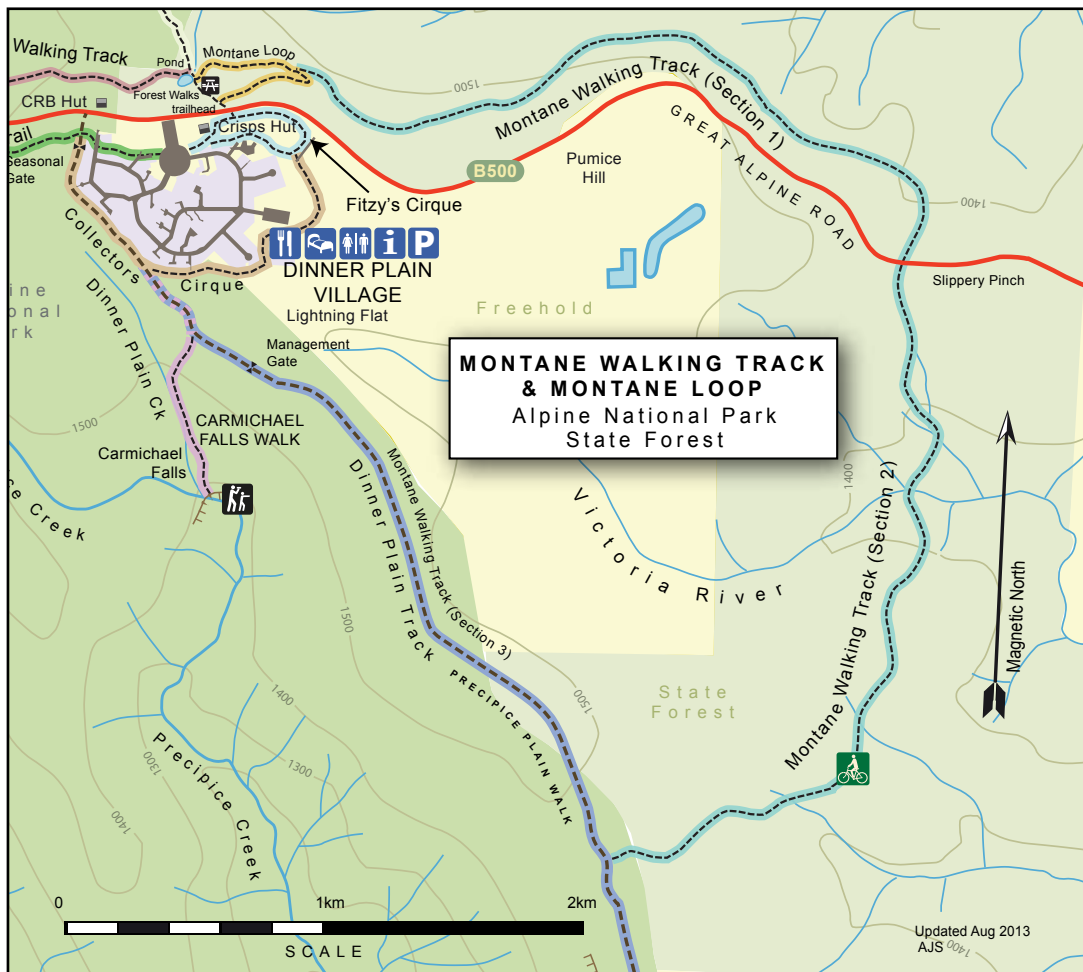 Walking Track
Montane Loop
Pond
Forest Walks
trailhead
CRB Hut
Crisps Hut
rail
Seasonal
Gate
Fitzy's Cirque
Collectors
Cirque
P
DINNER PLAIN
VILLAGE
Lightning Flat
ine
onal
rk
Dinner Plain Ck
Management
Gate
CARMICHAEL
FALLS WALK
Carmichael
Falls
ce Creek
Precipice Creek
Montane Walking Track (Section 1)
GREAT ALPINE ROAD
B500
Pumice
Hill
Slippery Pinch
Freehold
MONTANE WALKING TRACK
& MONTANE LOOP
Alpine National Park
State Forest
Victoria River
Montane Walking Track (Section 2)
Montane Walking Track (Section 3)
Dinner Plain Track
PRECIPICE PLAIN WALK
State
Forest
Magnetic North
1500
1400
1500
1400
1500
1400
1500
1300
1300
1400
1400
0
1km
2km
SCALE
Updated Aug 2013
AJS